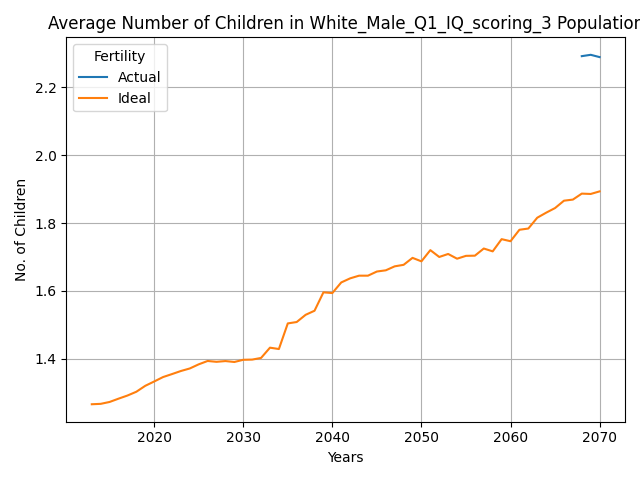 Average Number of Children in White_Male_Q1_IQ_scoring_3 Population
Fertility
Actual
Ideal
No. of Children
2.2
2.0
1.8
1.6
1.4
2020 2030 2040 2050 2060 2070
Years